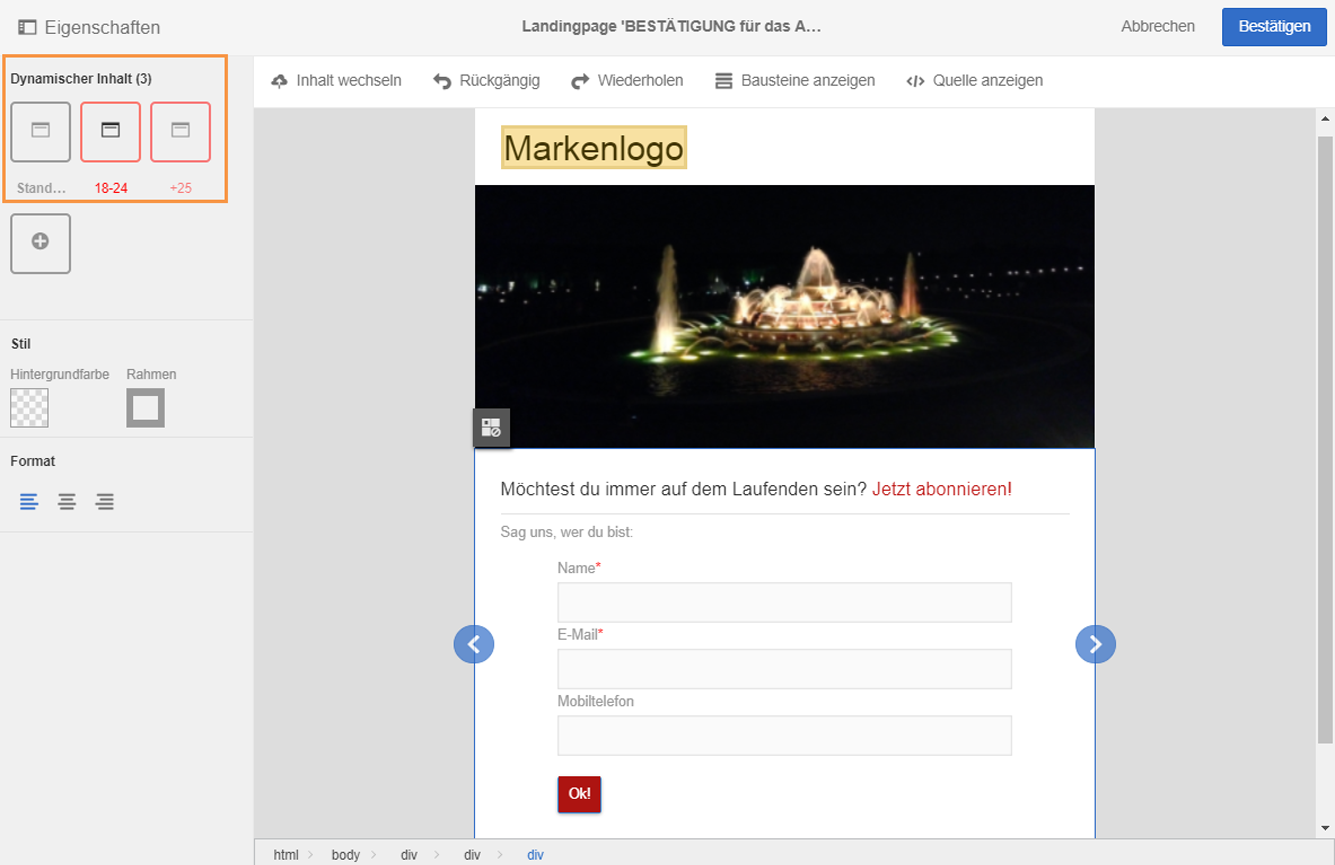 Eigenschaften
Landingpage 'BESTÄTIGUNG für das A...
Abbrechen
Bestätigen
Dynamischer Inhalt (3)
Stand...
18-24
+25
Inhalt wechseln
Rückgängig
Wiederholen
Bausteine anzeigen
Quelle anzeigen
Stil
Hintergrundfarbe
Rahmen
Format
Markenlogo
Möchtest du immer auf dem Laufenden sein? Jetzt abonnieren!
Sag uns, wer du bist:
Name*
E-Mail*
Mobiltelefon
Ok!
html
body
div
div
div